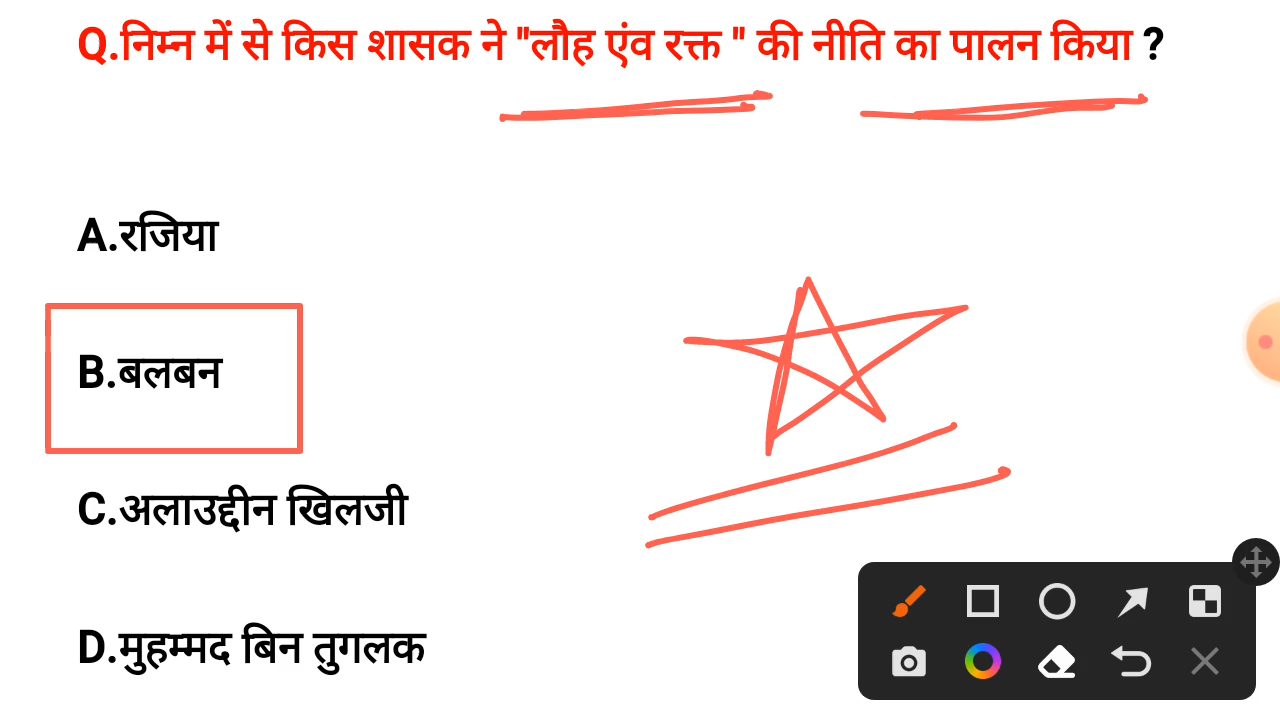 Q.निम्न में से किस शासक ने "लौह एंव रक्त " की नीति का पालन किया ?
A.रजिया
B.बलबन
C.अलाउद्दीन खिलजी
D.मुहम्मद बिन तुगलक